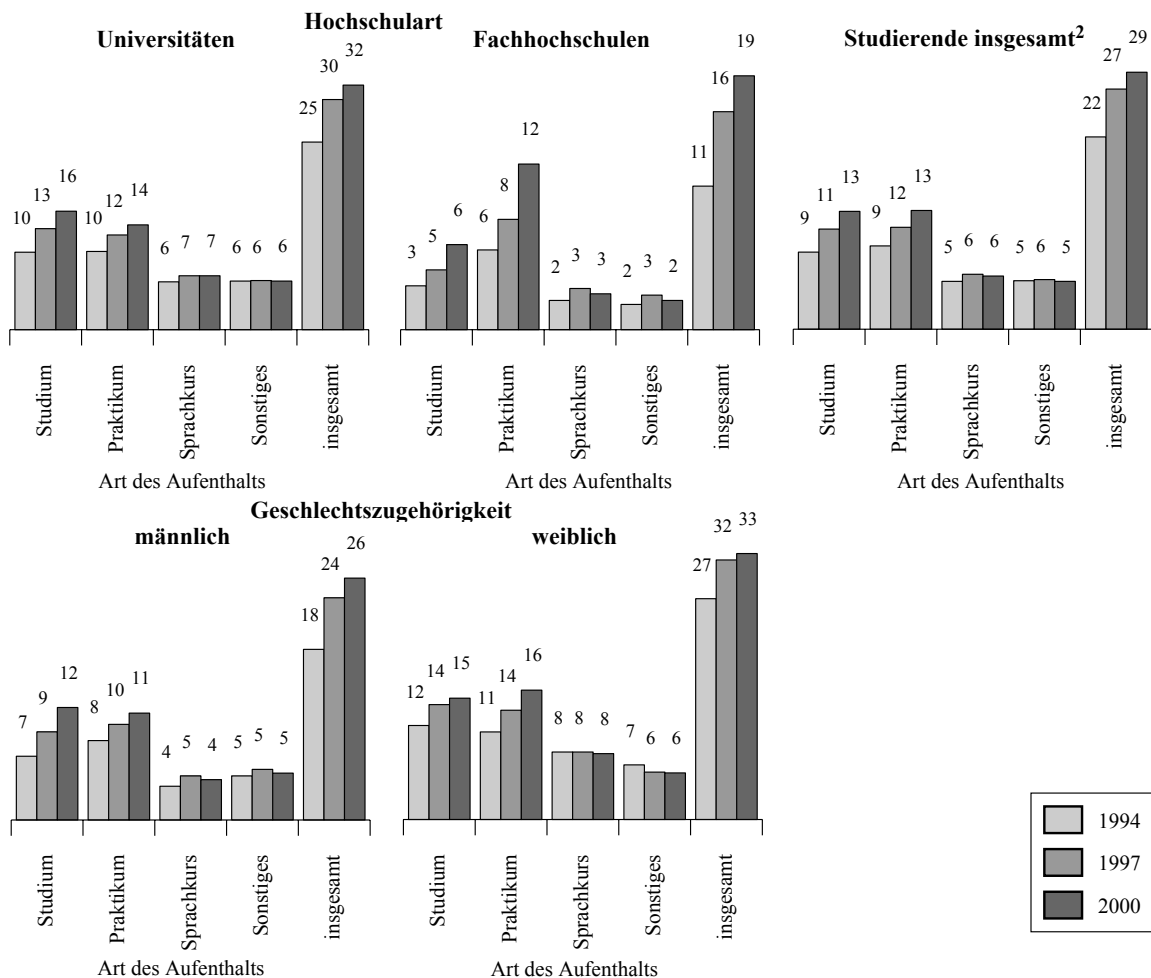 Hochschulart
Universitäten
25 30 32
10 13 16
10 12 14
6 7 7
6 6 6
Studium
Praktikum
Sprachkurs
Sonstiges
insgesamt
Art des Aufenthalts
Fachhochschulen
3 5 6
6 8 12
2 3 3
2 3 2
11 16 19
Studium
Praktikum
Sprachkurs
Sonstiges
insgesamt
Art des Aufenthalts
Studierende insgesamt²
9 11 13
9 12 13
5 6 6
5 6 5
22 27 29
Studium
Praktikum
Sprachkurs
Sonstiges
insgesamt
Art des Aufenthalts
Geschlechtszugehörigkeit
männlich
7 9 12
8 10 11
4 5 4
5 5 5
18 24 26
Studium
Praktikum
Sprachkurs
Sonstiges
insgesamt
Art des Aufenthalts
weiblich
12 14 15
11 14 16
8 8 8
7 6 6
27 32 33
Studium
Praktikum
Sprachkurs
Sonstiges
insgesamt
Art des Aufenthalts
1994
1997
2000